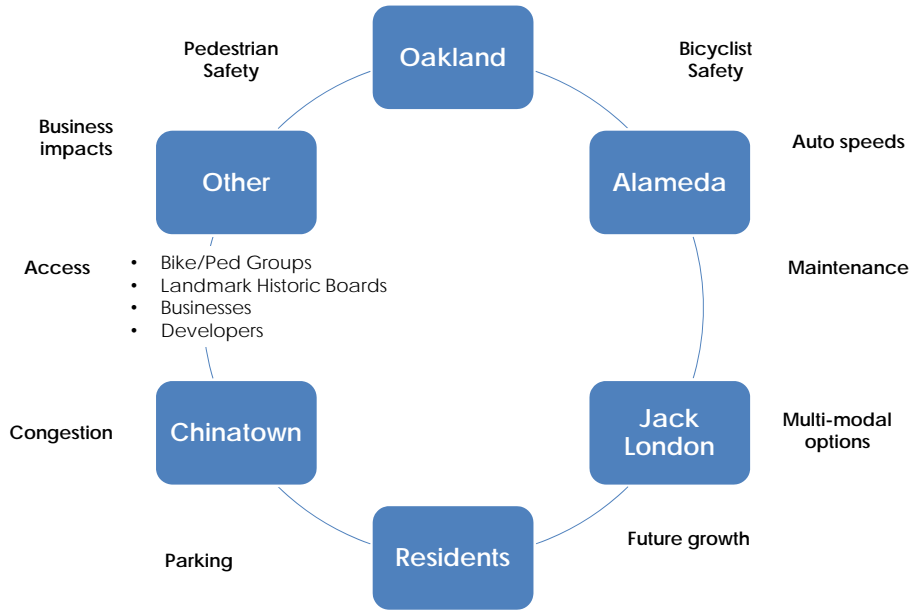 Pedestrian
Safety
Oakland
Bicyclist
Safety
Business
impacts
Other
Alameda
Auto speeds
Access
• Bike/Ped Groups
• Landmark Historic Boards
• Businesses
• Developers
Maintenance
Congestion
Chinatown
Jack
London
Multi-modal
options
Parking
Residents
Future growth